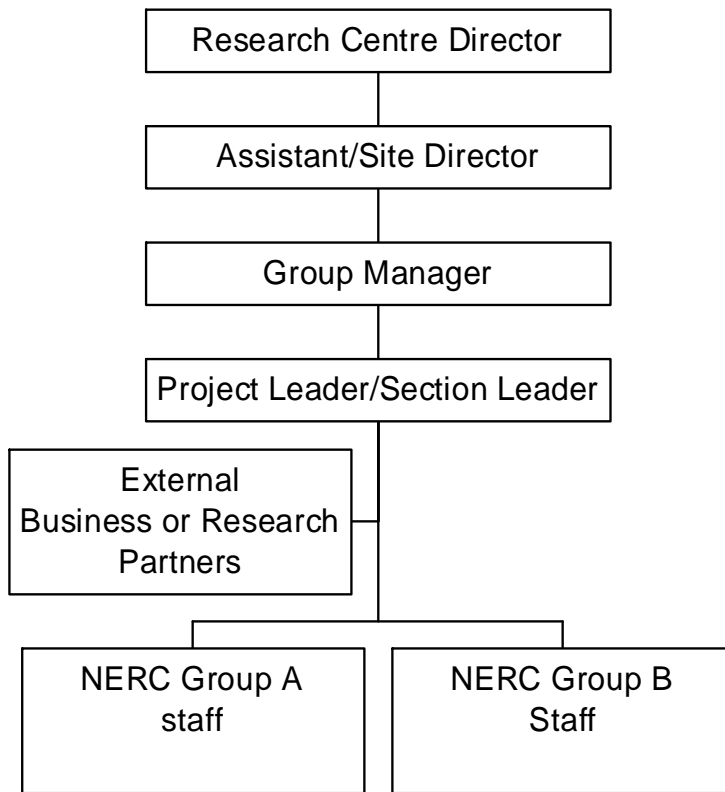 Research Centre Director
Assistant/Site Director
Group Manager
Project Leader/Section Leader
External
Business or Research
Partners
NERC Group A
staff
NERC Group B
Staff